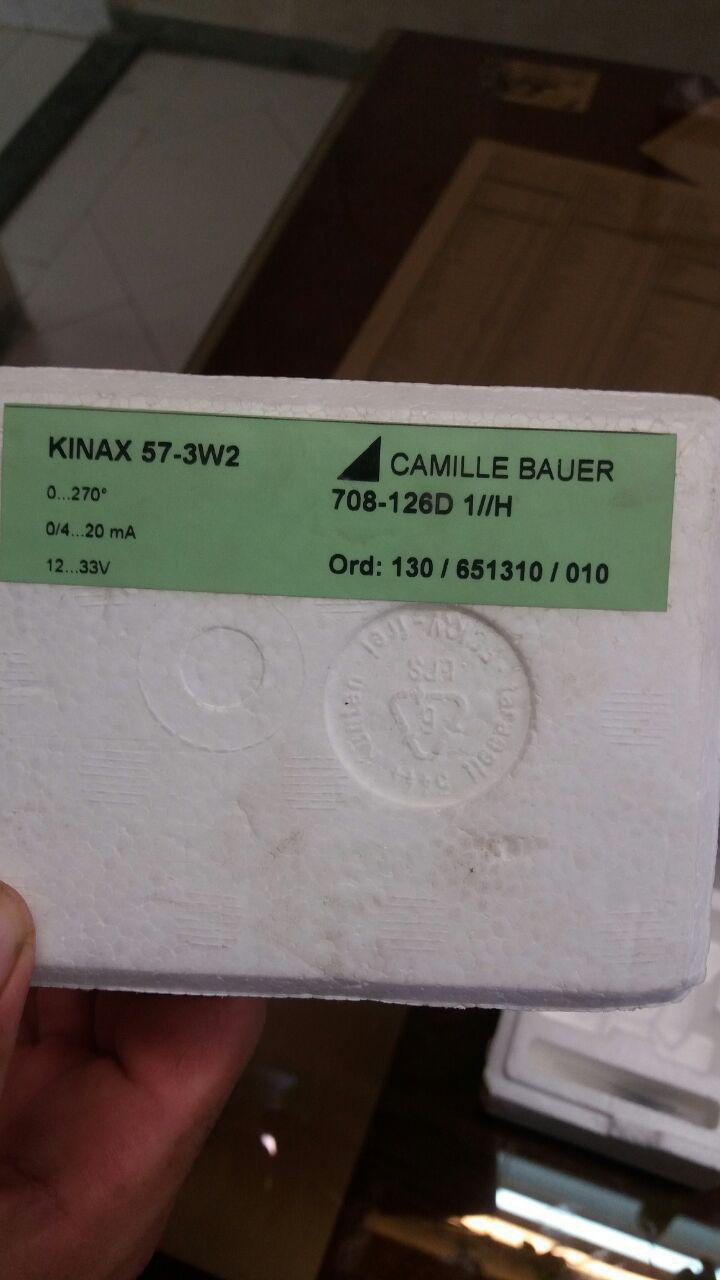 KINAX 57-3W2
0...270°
0/4...20 mA
12...33V
CAMILLE BAUER
708-126D 1//H
Ord: 130 / 651310 / 010
EPS